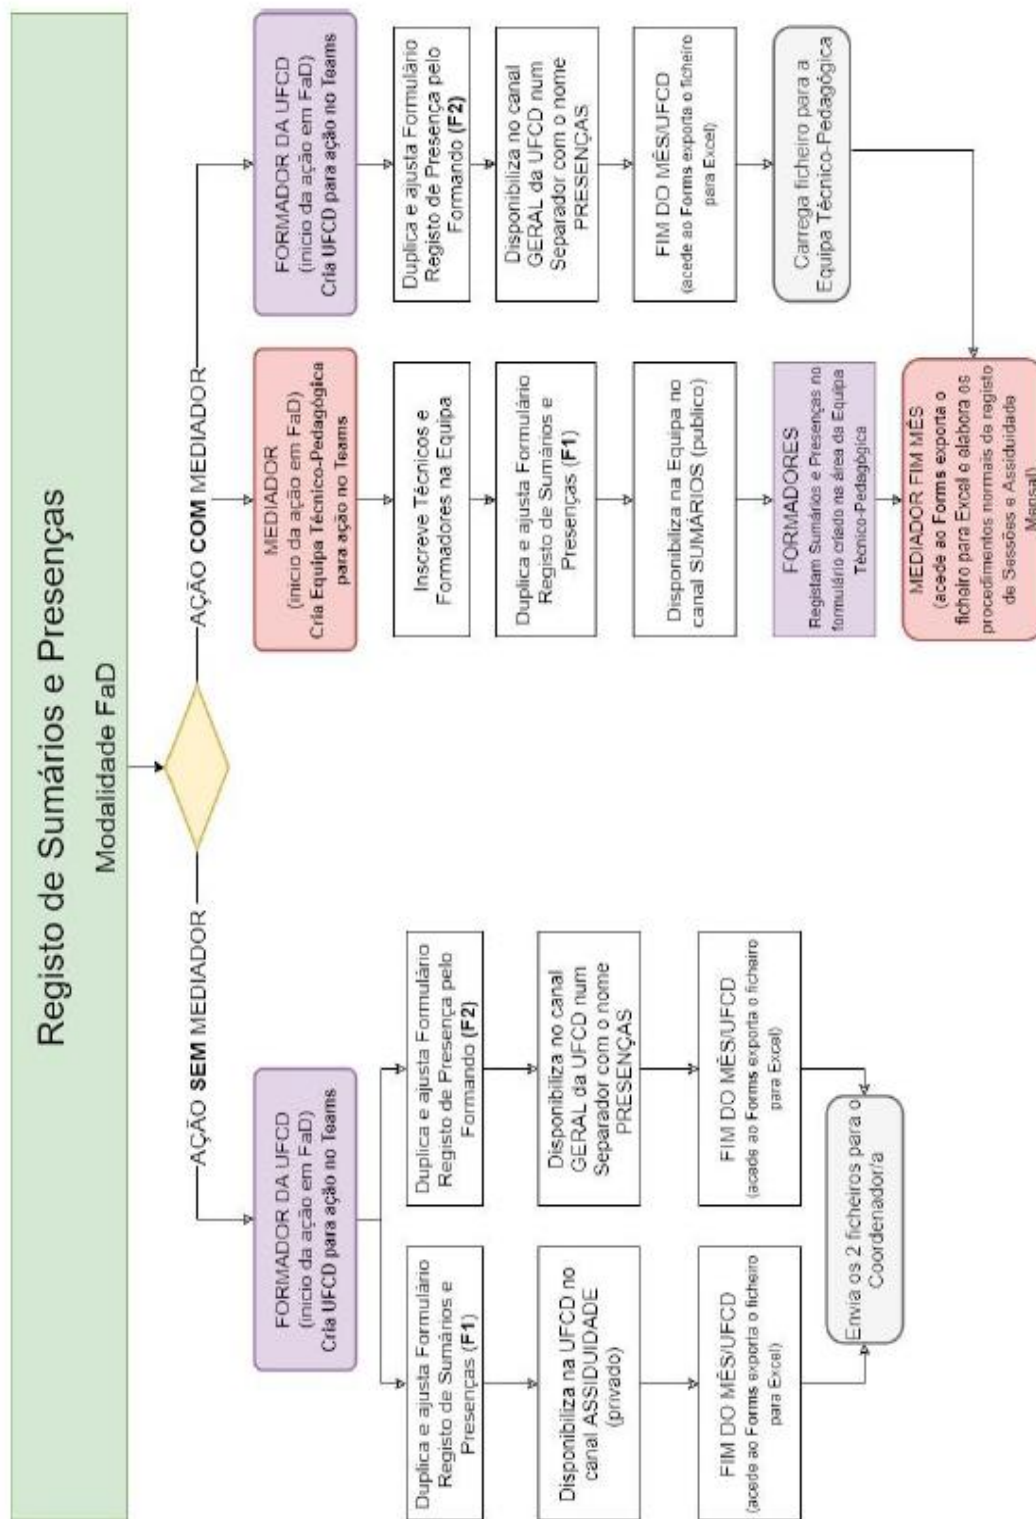 Registo de Sumários e Presenças
Modalidade FaD
AÇÃO SEM MEDIADOR
FORMADOR DA UFCD
(inicio da ação em FaD)
Cria UFCD para ação no Teams
Duplica e ajusta Formulário
Registo de Sumários e
Presenças (F1)
Disponibiliza na UFCD no
canal ASSIDUIDADE
(privado)
FIM DO MÊS/UFCD
(acede ao Forms exporta o ficheiro
para Excel)
Duplica e ajusta Formulário
Registo de Presença pelo
Formando (F2)
Disponibiliza no canal
GERAL da UFCD num
Separador com o nome
PRESENÇAS
FIM DO MÊS/UFCD
(acede ao Forms exporta o ficheiro
para Excel)
Envia os 2 ficheiros para o
Coordenador/a
AÇÃO COM MEDIADOR
MEDIADOR
(inicio da ação em FaD)
Cria Equipa Técnico-Pedagógica
para ação no Teams
Inscreve Técnicos e
Formadores na Equipa
Duplica e ajusta Formulário
Registo de Sumários e
Presenças (F1)
Disponibiliza na Equipa no
canal SUMÁRIOS (publico)
FORMADORES
Registam Sumários e Presenças no
formulário criado na área da Equipa
Técnico-Pedagógica
MEDIADOR FIM MÊS
(acede ao Forms exporta o
ficheiro para Excel e elabora os
procedimentos normais de registo
de Sessões e Assiduidade
Mensal)
FORMADOR DA UFCD
(inicio da ação em FaD)
Cria UFCD para ação no Teams
Duplica e ajusta Formulário
Registo de Presença pelo
Formando (F2)
Disponibiliza no canal
GERAL da UFCD num
Separador com o nome
PRESENÇAS
FIM DO MÊS/UFCD
(acede ao Forms exporta o ficheiro
para Excel)
Carrega ficheiro para a
Equipa Técnico-Pedagógica